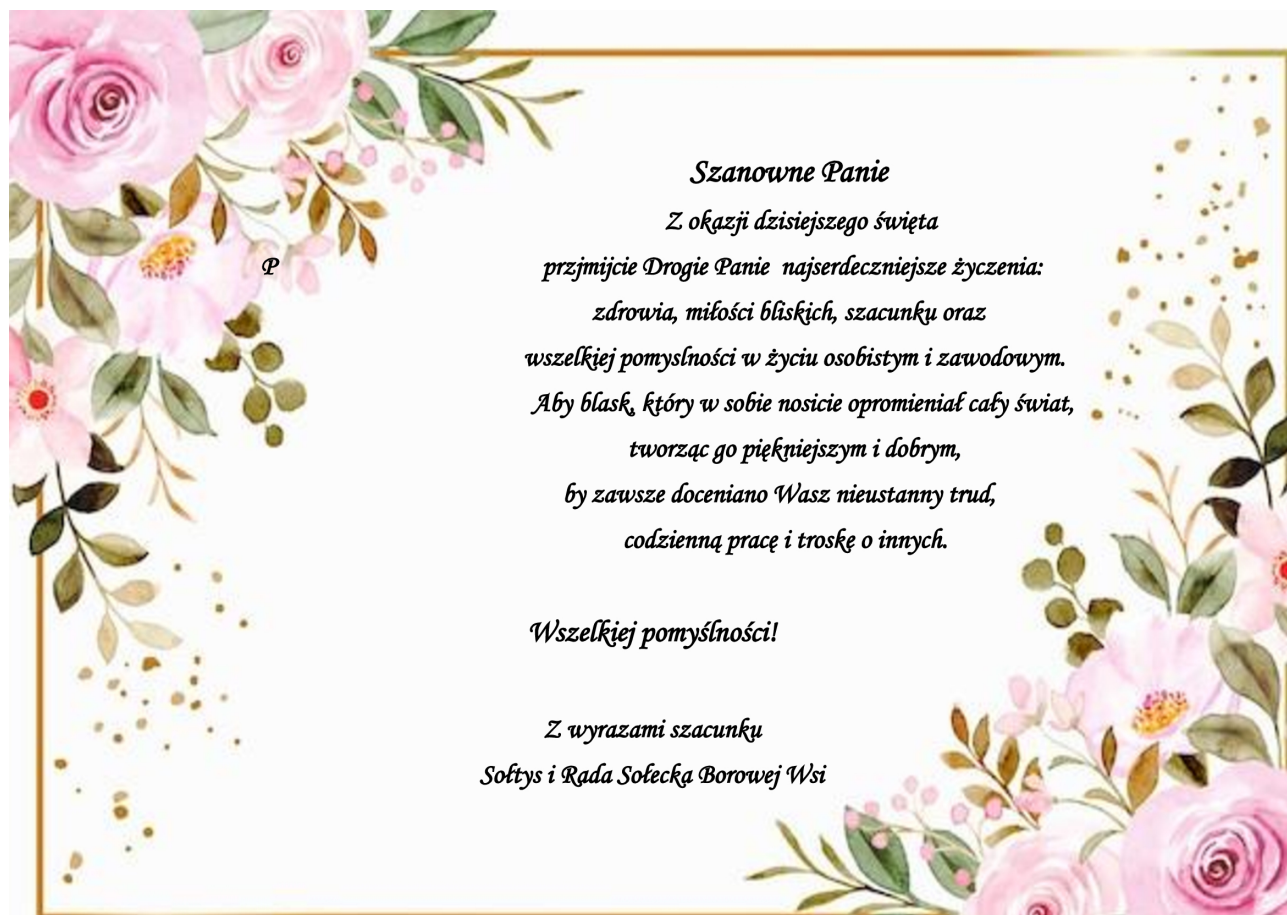 Szanowne Panie
Z okazji dzisiejszego święta
P przjmijcie Drogie Panie najserdeczniejsze życzenia:
zdrowia, miłości bliskich, szacunku oraz
wszelkiej pomyslności w życiu osobistym i zawodowym.
Aby blask, który w sobie nosicie opromieniał cały świat,
tworząc go piękniejszym i dobrym,
by zawsze doceniano Wasz nieustanny trud,
codzienną pracę i troskę o innych.
Wszelkiej pomyślności!
Z wyrazami szacunku
Sołtys i Rada Sołecka Borowej Wsi